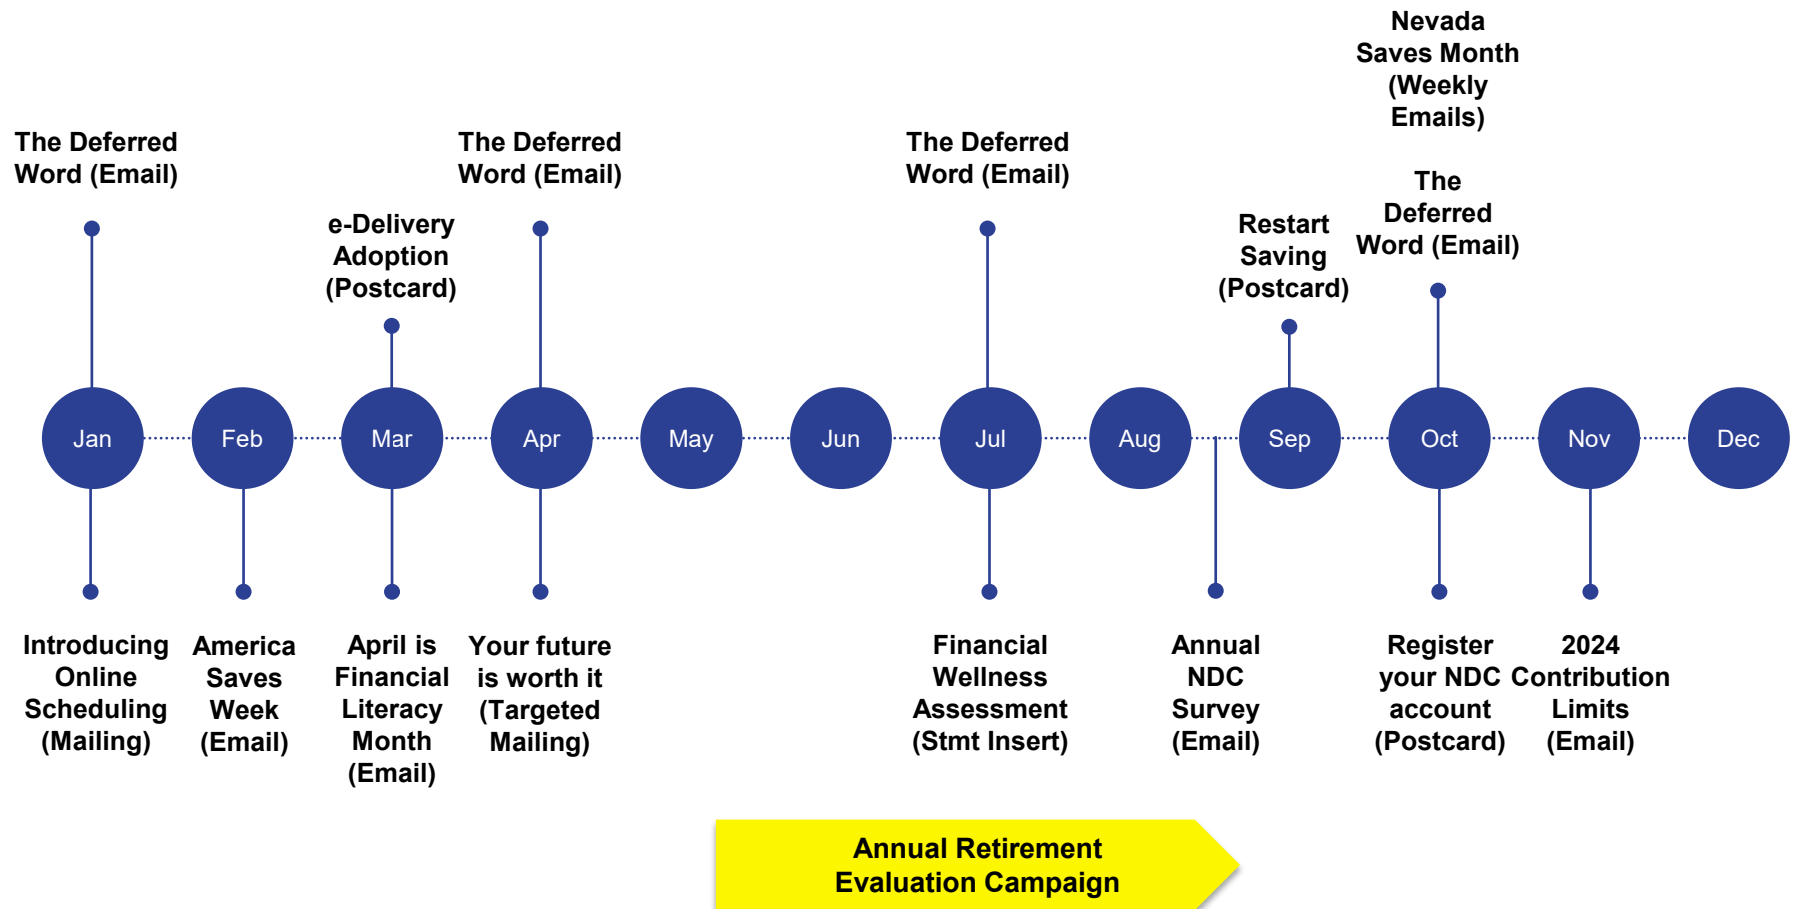 Nevada
Saves Month
(Weekly
Emails)
The Deferred
Word (Email)
The Deferred
Word (Email)
The Deferred
Word (Email)
The
Deferred
Word (Email)
e-Delivery
Adoption
(Postcard)
Restart
Saving
(Postcard)
Jan
Feb
Mar
Apr
May
Jun
Jul
Aug
Sep
Oct
Nov
Dec
Introducing
Online
Scheduling
(Mailing)
America
Saves
Week
(Email)
April is
Financial
Literacy
Month
(Email)
Your future
is worth it
(Targeted
Mailing)
Financial
Wellness
Assessment
(Stmt Insert)
Annual
NDC
Survey
(Email)
Register
your NDC
account
(Postcard)
2024
Contribution
Limits
(Email)
Annual Retirement
Evaluation Campaign